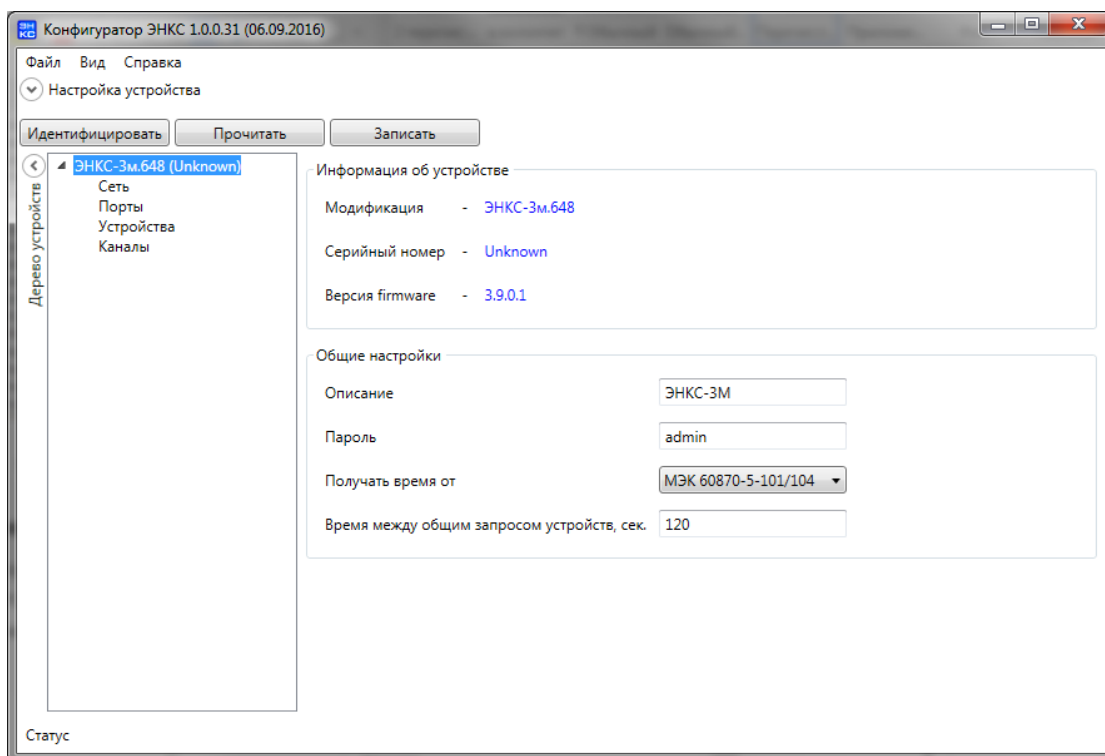 ЭН
КС
Конфигуратор ЭНКС 1.0.0.31 (06.09.2016)
Файл Вид Справка
Настройка устройства
Идентифицировать Прочитать Записать
Дерево устройств
ЭНКС-3м.648 (Unknown)
Сеть
Порты
Устройства
Каналы
Информация об устройстве
Модификация - ЭНКС-3м.648
Серийный номер - Unknown
Версия firmware - 3.9.0.1
Общие настройки
Описание ЭНКС-3М
Пароль admin
Получать время от МЭК 60870-5-101/104
Время между общим запросом устройств, сек. 120
Статус